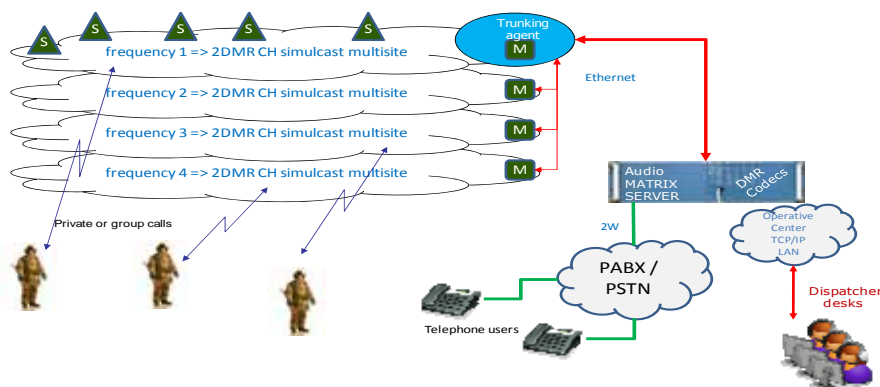 S
S
S
S
S
Trunking
agent
M
frequency 1 => 2DMR CH simulcast multisite
Ethernet
frequency 2 => 2DMR CH simulcast multisite
M
frequency 3 => 2DMR CH simulcast multisite
M
frequency 4 => 2DMR CH simulcast multisite
M
Audio
MATRIX
SERVER
DMR
Codecs
Private or group calls
2W
Operative
Center
TCP/IP
LAN
PABX /
PSTN
Dispatcher
desks
Telephone users